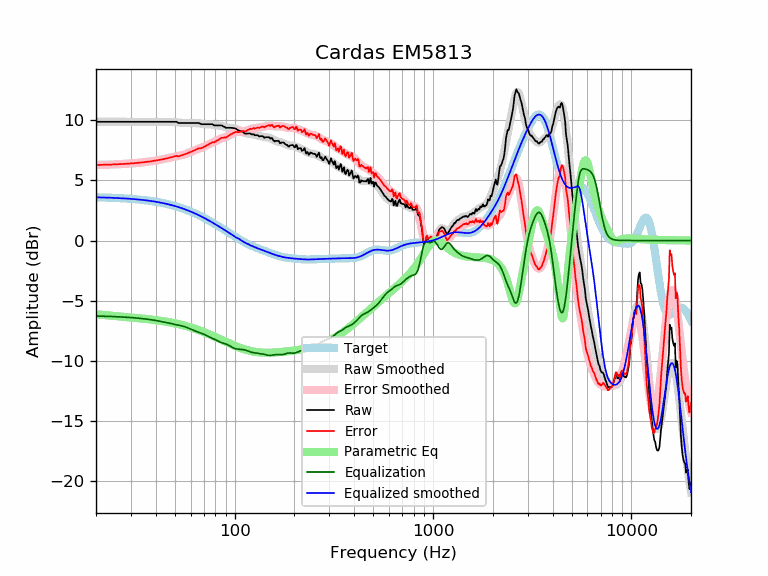 Cardas EM5813
Amplitude (dBr)
10
5
0
−5
−10
−15
−20
Target
Raw Smoothed
Error Smoothed
Raw
Error
Parametric Eq
Equalization
Equalized smoothed
100
1000
10000
Frequency (Hz)